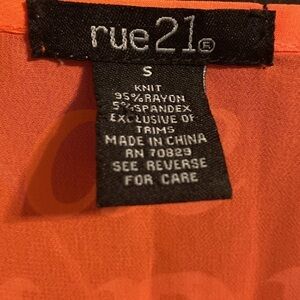 rue21®
S
KNIT
95%RAYON
5%SPANDEX
EXCLUSIVE OF
TRIMS
MADE IN CHINA
RN 70829
SEE REVERSE
FOR CARE